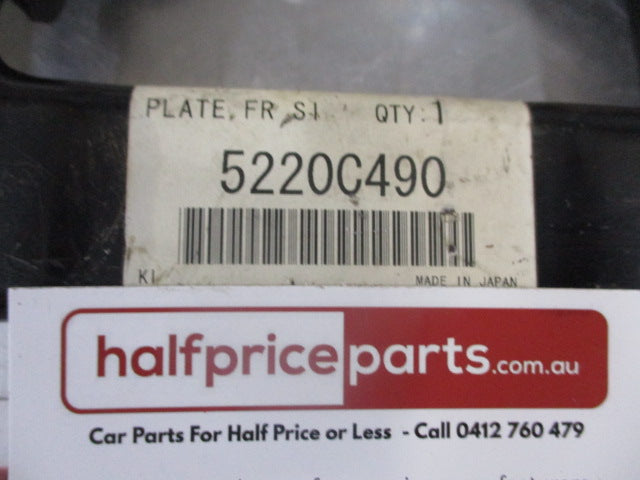 PLATE, FR SI QTY:1
5220C490
KI MADE IN JAPAN
halfpriceparts.com.au
Car Parts For Half Price or Less - Call 0412 760 479